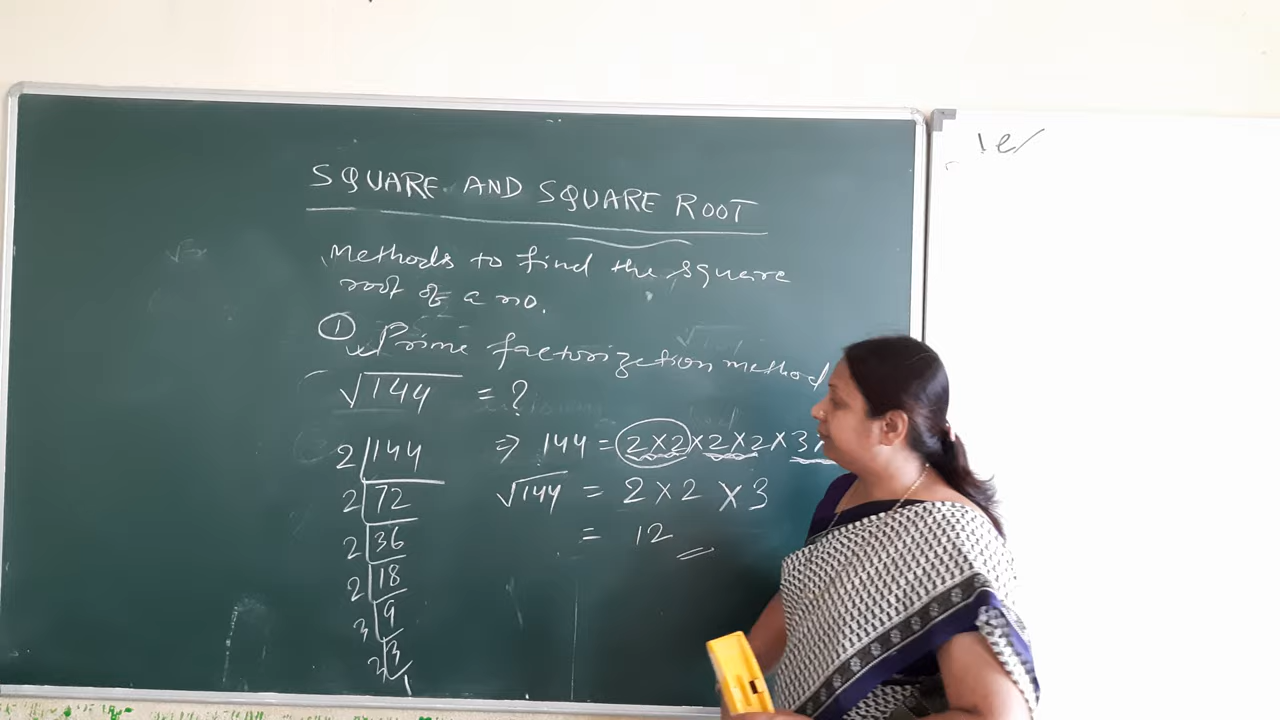 SQUARE AND SQUARE ROOT
Methods to find the square
root of a no.
① Prime factorization method
√144 = ?
2 | 144
2 | 72
2 | 36
2 | 18
3 | 9
3
1
⇒ 144 = 2×2×2×2×3×
√144 = 2×2×3
= 12